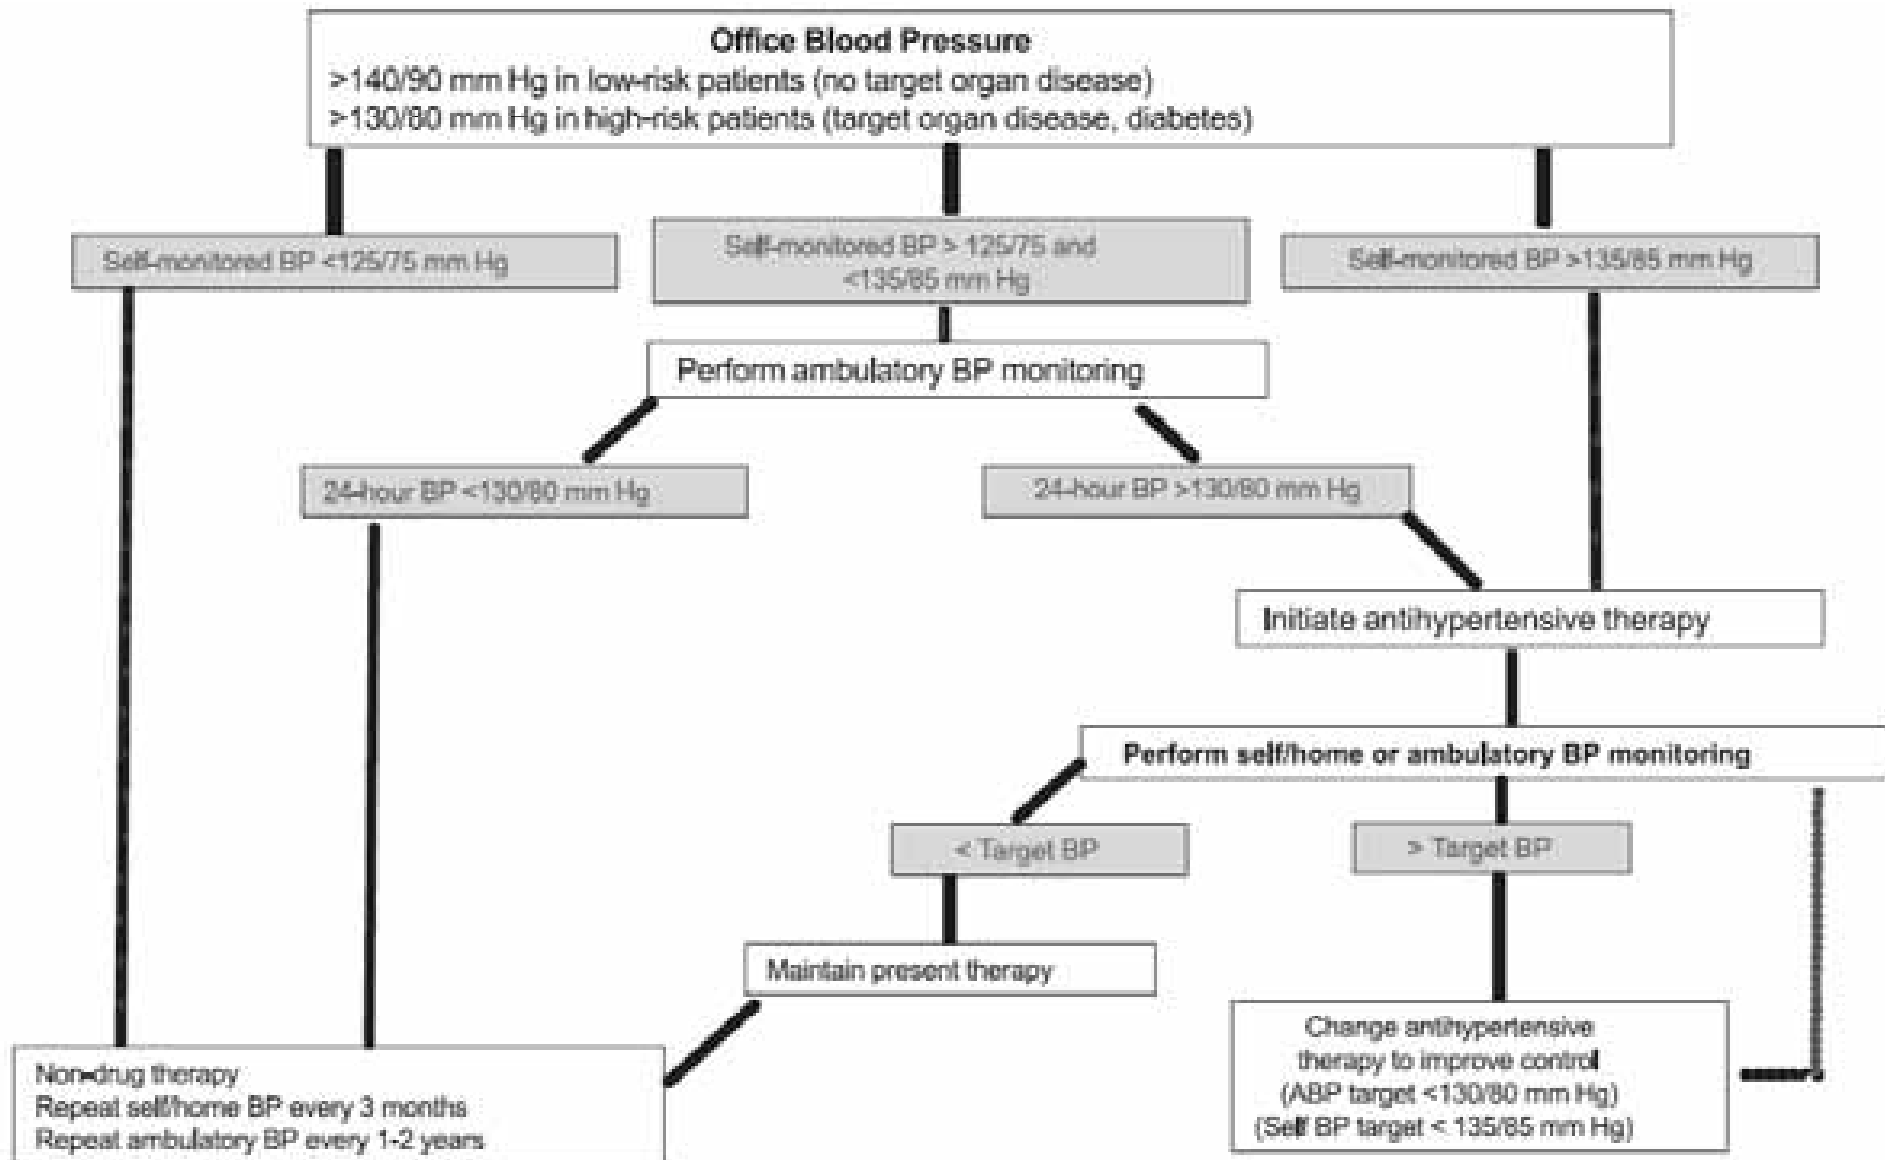 Office Blood Pressure
>140/90 mm Hg in low-risk patients (no target organ disease)
>130/80 mm Hg in high-risk patients (target organ disease, diabetes)
Self-monitored BP <125/75 mm Hg
Self-monitored BP > 125/75 and
<135/85 mm Hg
Self-monitored BP >135/85 mm Hg
Perform ambulatory BP monitoring
24-hour BP <130/80 mm Hg
24-hour BP >130/80 mm Hg
Initiate antihypertensive therapy
Perform self/home or ambulatory BP monitoring
< Target BP
> Target BP
Maintain present therapy
Change antihypertensive
therapy to improve control
(ABP target <130/80 mm Hg)
(Self BP target < 135/85 mm Hg)
Non-drug therapy
Repeat self/home BP every 3 months
Repeat ambulatory BP every 1-2 years